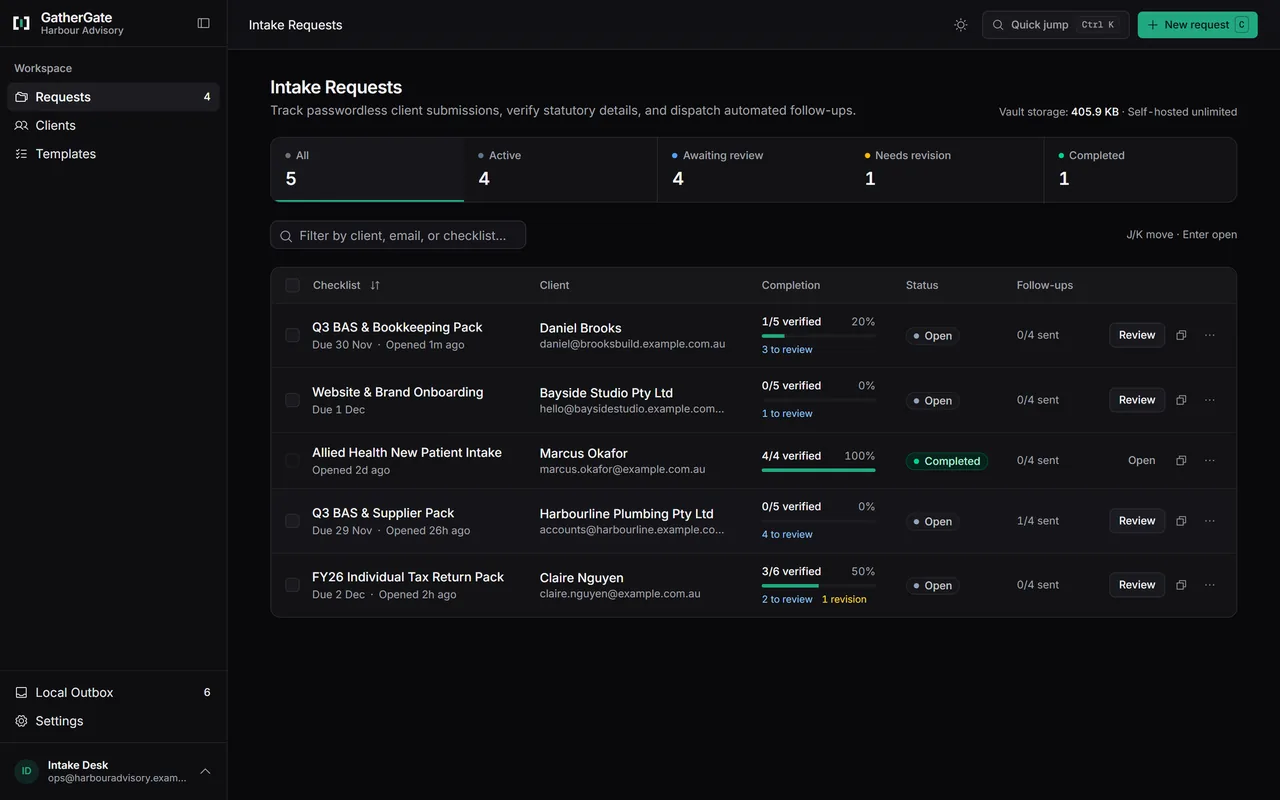 GatherGate
Harbour Advisory
Workspace
Requests 4
Clients
Templates
Local Outbox 6
Settings
ID
Intake Desk
ops@harbouradvisory.exam...
Intake Requests
Quick jump Ctrl K
New request C
Intake Requests
Track passwordless client submissions, verify statutory details, and dispatch automated follow-ups.
Vault storage: 405.9 KB · Self-hosted unlimited
All
5
Active
4
Awaiting review
4
Needs revision
1
Completed
1
Filter by client, email, or checklist...
J/K move · Enter open
Checklist Client Completion Status Follow-ups
Q3 BAS & Bookkeeping Pack
Due 30 Nov · Opened 1m ago
Daniel Brooks
daniel@brooksbuild.example.com.au
1/5 verified 20%
3 to review
Open
0/4 sent
Review
Website & Brand Onboarding
Due 1 Dec
Bayside Studio Pty Ltd
hello@baysidestudio.example.com...
0/5 verified 0%
1 to review
Open
0/4 sent
Review
Allied Health New Patient Intake
Opened 2d ago
Marcus Okafor
marcus.okafor@example.com.au
4/4 verified 100%
Completed
0/4 sent
Open
Q3 BAS & Supplier Pack
Due 29 Nov · Opened 26h ago
Harbourline Plumbing Pty Ltd
accounts@harbourline.example.co...
0/5 verified 0%
4 to review
Open
1/4 sent
Review
FY26 Individual Tax Return Pack
Due 2 Dec · Opened 2h ago
Claire Nguyen
claire.nguyen@example.com.au
3/6 verified 50%
2 to review 1 revision
Open
0/4 sent
Review